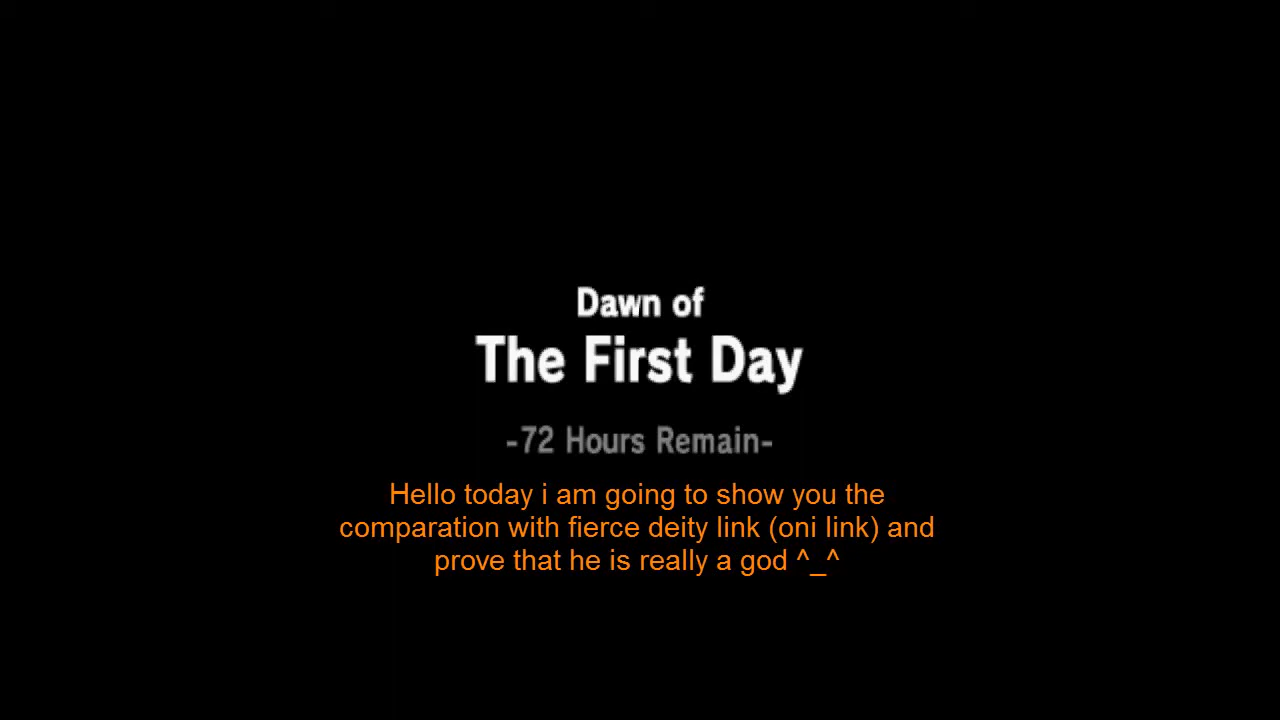 Dawn of
The First Day
-72 Hours Remain-
Hello today i am going to show you the
comparation with fierce deity link (oni link) and
prove that he is really a god ^_^